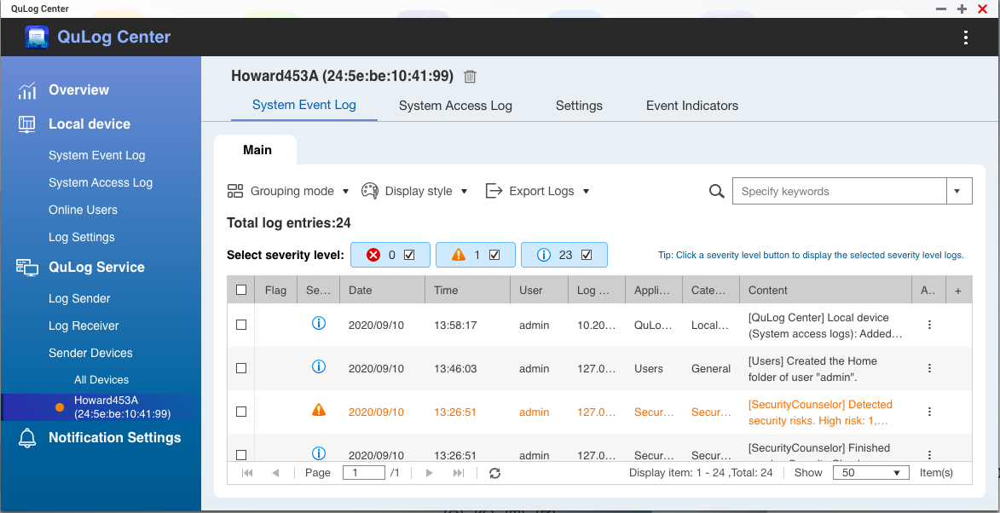 QuLog Center
QuLog Center
Overview
Local device
System Event Log
System Access Log
Online Users
Log Settings
QuLog Service
Log Sender
Log Receiver
Sender Devices
All Devices
Howard453A
(24:5e:be:10:41:99)
Notification Settings
Howard453A (24:5e:be:10:41:99)
System Event Log System Access Log Settings Event Indicators
Main
Grouping mode Display style Export Logs Specify keywords
Total log entries:24
Select severity level: 0 1 23 Tip: Click a severity level button to display the selected severity level logs.
Flag Se... Date Time User Log ... Appli... Cate... Content A.. +
2020/09/10 13:58:17 admin 10.20... QuLo... Local... [QuLog Center] Local device
(System access logs): Added...
2020/09/10 13:46:03 admin 127.0... Users General [Users] Created the Home
folder of user "admin".
2020/09/10 13:26:51 admin 127.0... Secur... Secur... [SecurityCounselor] Detected
security risks. High risk: 1,...
2020/09/10 13:26:51 admin 127.0... Secur... Secur... [SecurityCounselor] Finished
Page 1 /1 Display item: 1 - 24 ,Total: 24 Show 50 Item(s)